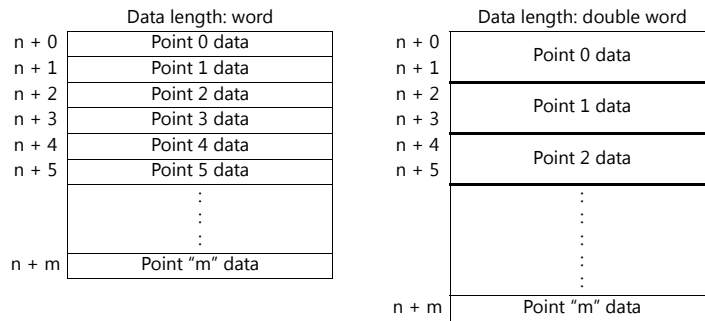 Data length: word
n + 0 Point 0 data
n + 1 Point 1 data
n + 2 Point 2 data
n + 3 Point 3 data
n + 4 Point 4 data
n + 5 Point 5 data
n + m Point “m” data
Data length: double word
n + 0
Point 0 data
n + 1
n + 2
Point 1 data
n + 3
n + 4
Point 2 data
n + 5
n + m Point “m” data